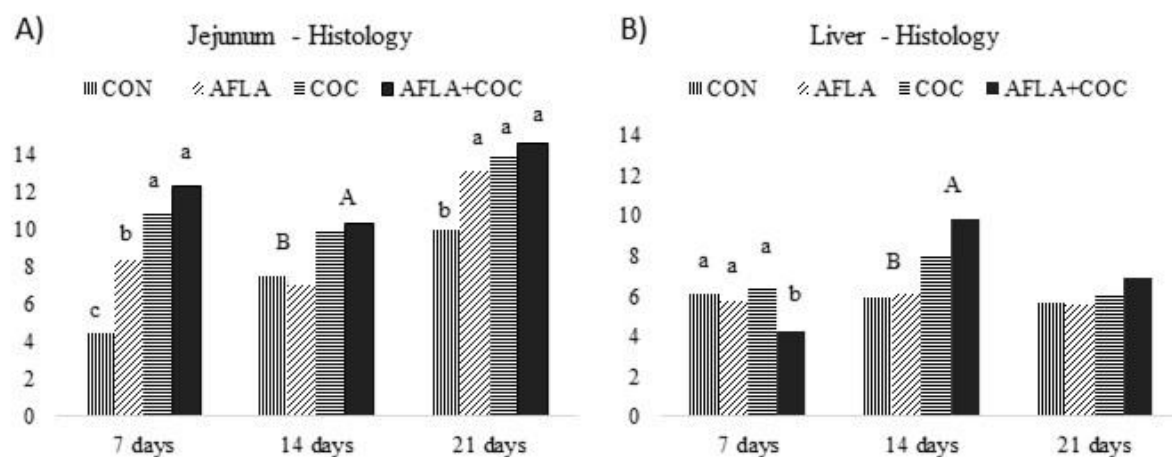 A)
Jejunum - Histology
CON AFLA COC AFLA+COC
14
12
10
8
6
4
2
0
c b a a
B A
b a a a
7 days 14 days 21 days
B)
Liver - Histology
CON AFLA COC AFLA+COC
14
12
10
8
6
4
2
0
a a a b
B A
7 days 14 days 21 days